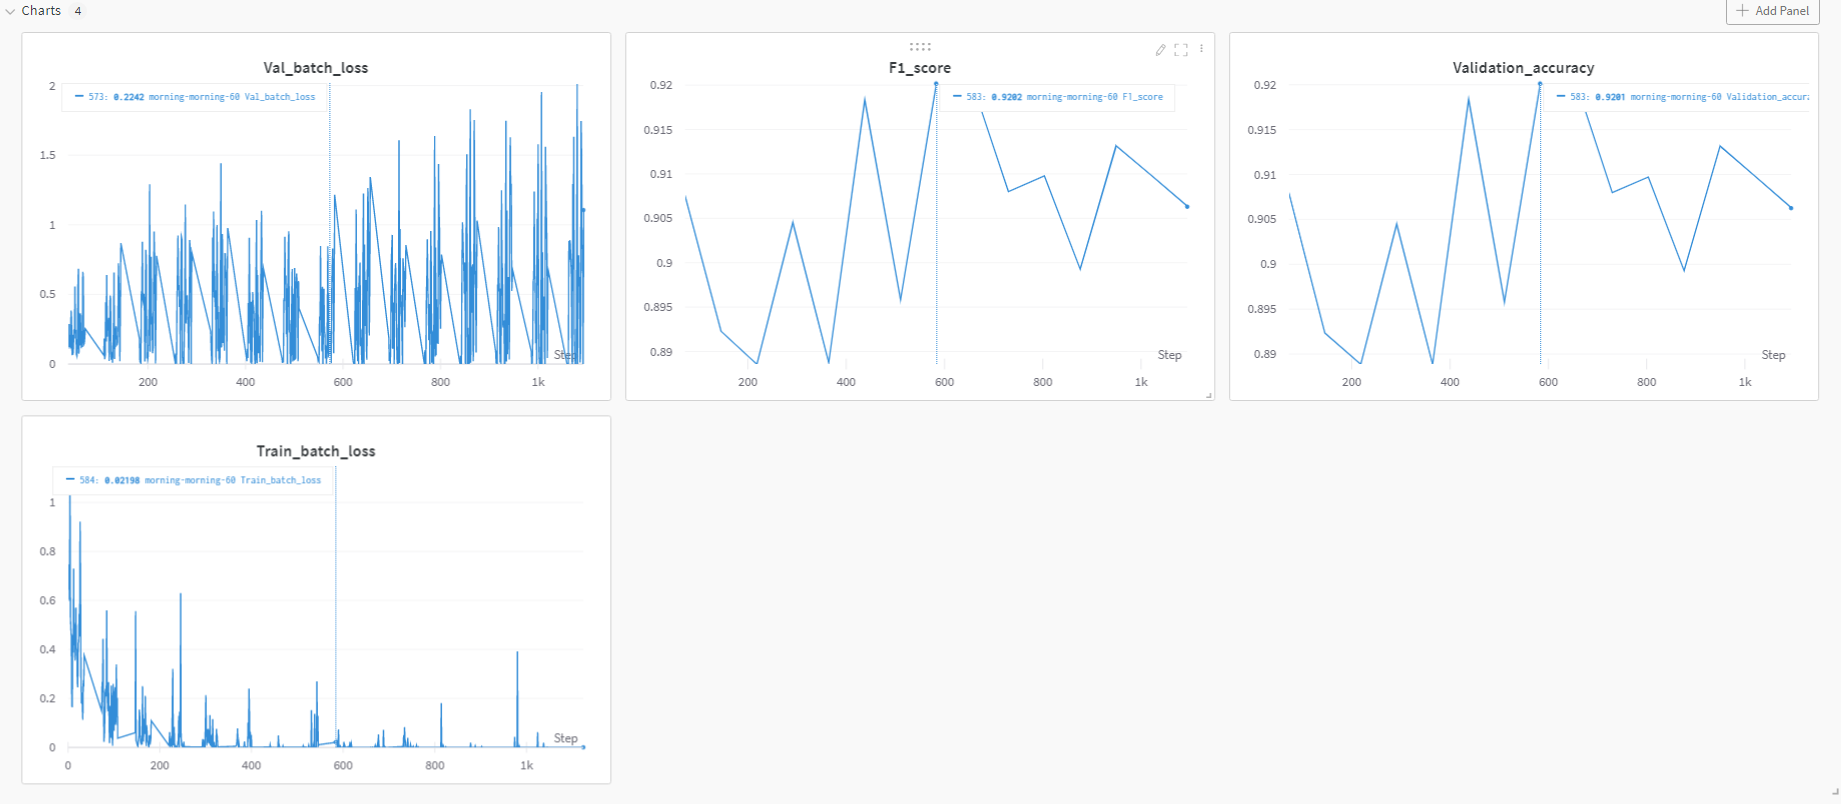 Charts 4
Add Panel
Val_batch_loss
573: 0.2242 morning-morning-60 Val_batch_loss
2
1.5
1
0.5
0
Step
200 400 600 800 1k
F1_score
583: 0.9202 morning-morning-60 F1_score
0.92
0.915
0.91
0.905
0.9
0.895
0.89
Step
200 400 600 800 1k
Validation_accuracy
583: 0.9201 morning-morning-60 Validation_accur
0.92
0.915
0.91
0.905
0.9
0.895
0.89
Step
200 400 600 800 1k
Train_batch_loss
584: 0.02198 morning-morning-60 Train_batch_loss
1
0.8
0.6
0.4
0.2
0
Step
0 200 400 600 800 1k